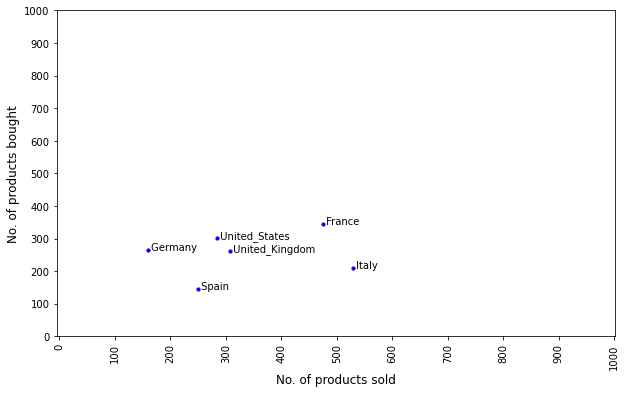 1000
900
800
700
600
500
400
300
200
100
0
No. of products bought
France
United_States
United_Kingdom
Germany
Italy
Spain
0
100
200
300
400
500
600
700
800
900
1000
No. of products sold